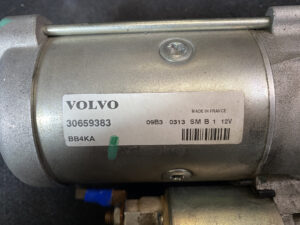 VOLVO
MADE IN FRANCE
30659383
09B3 0313 SM B 1 12V
BB4KA